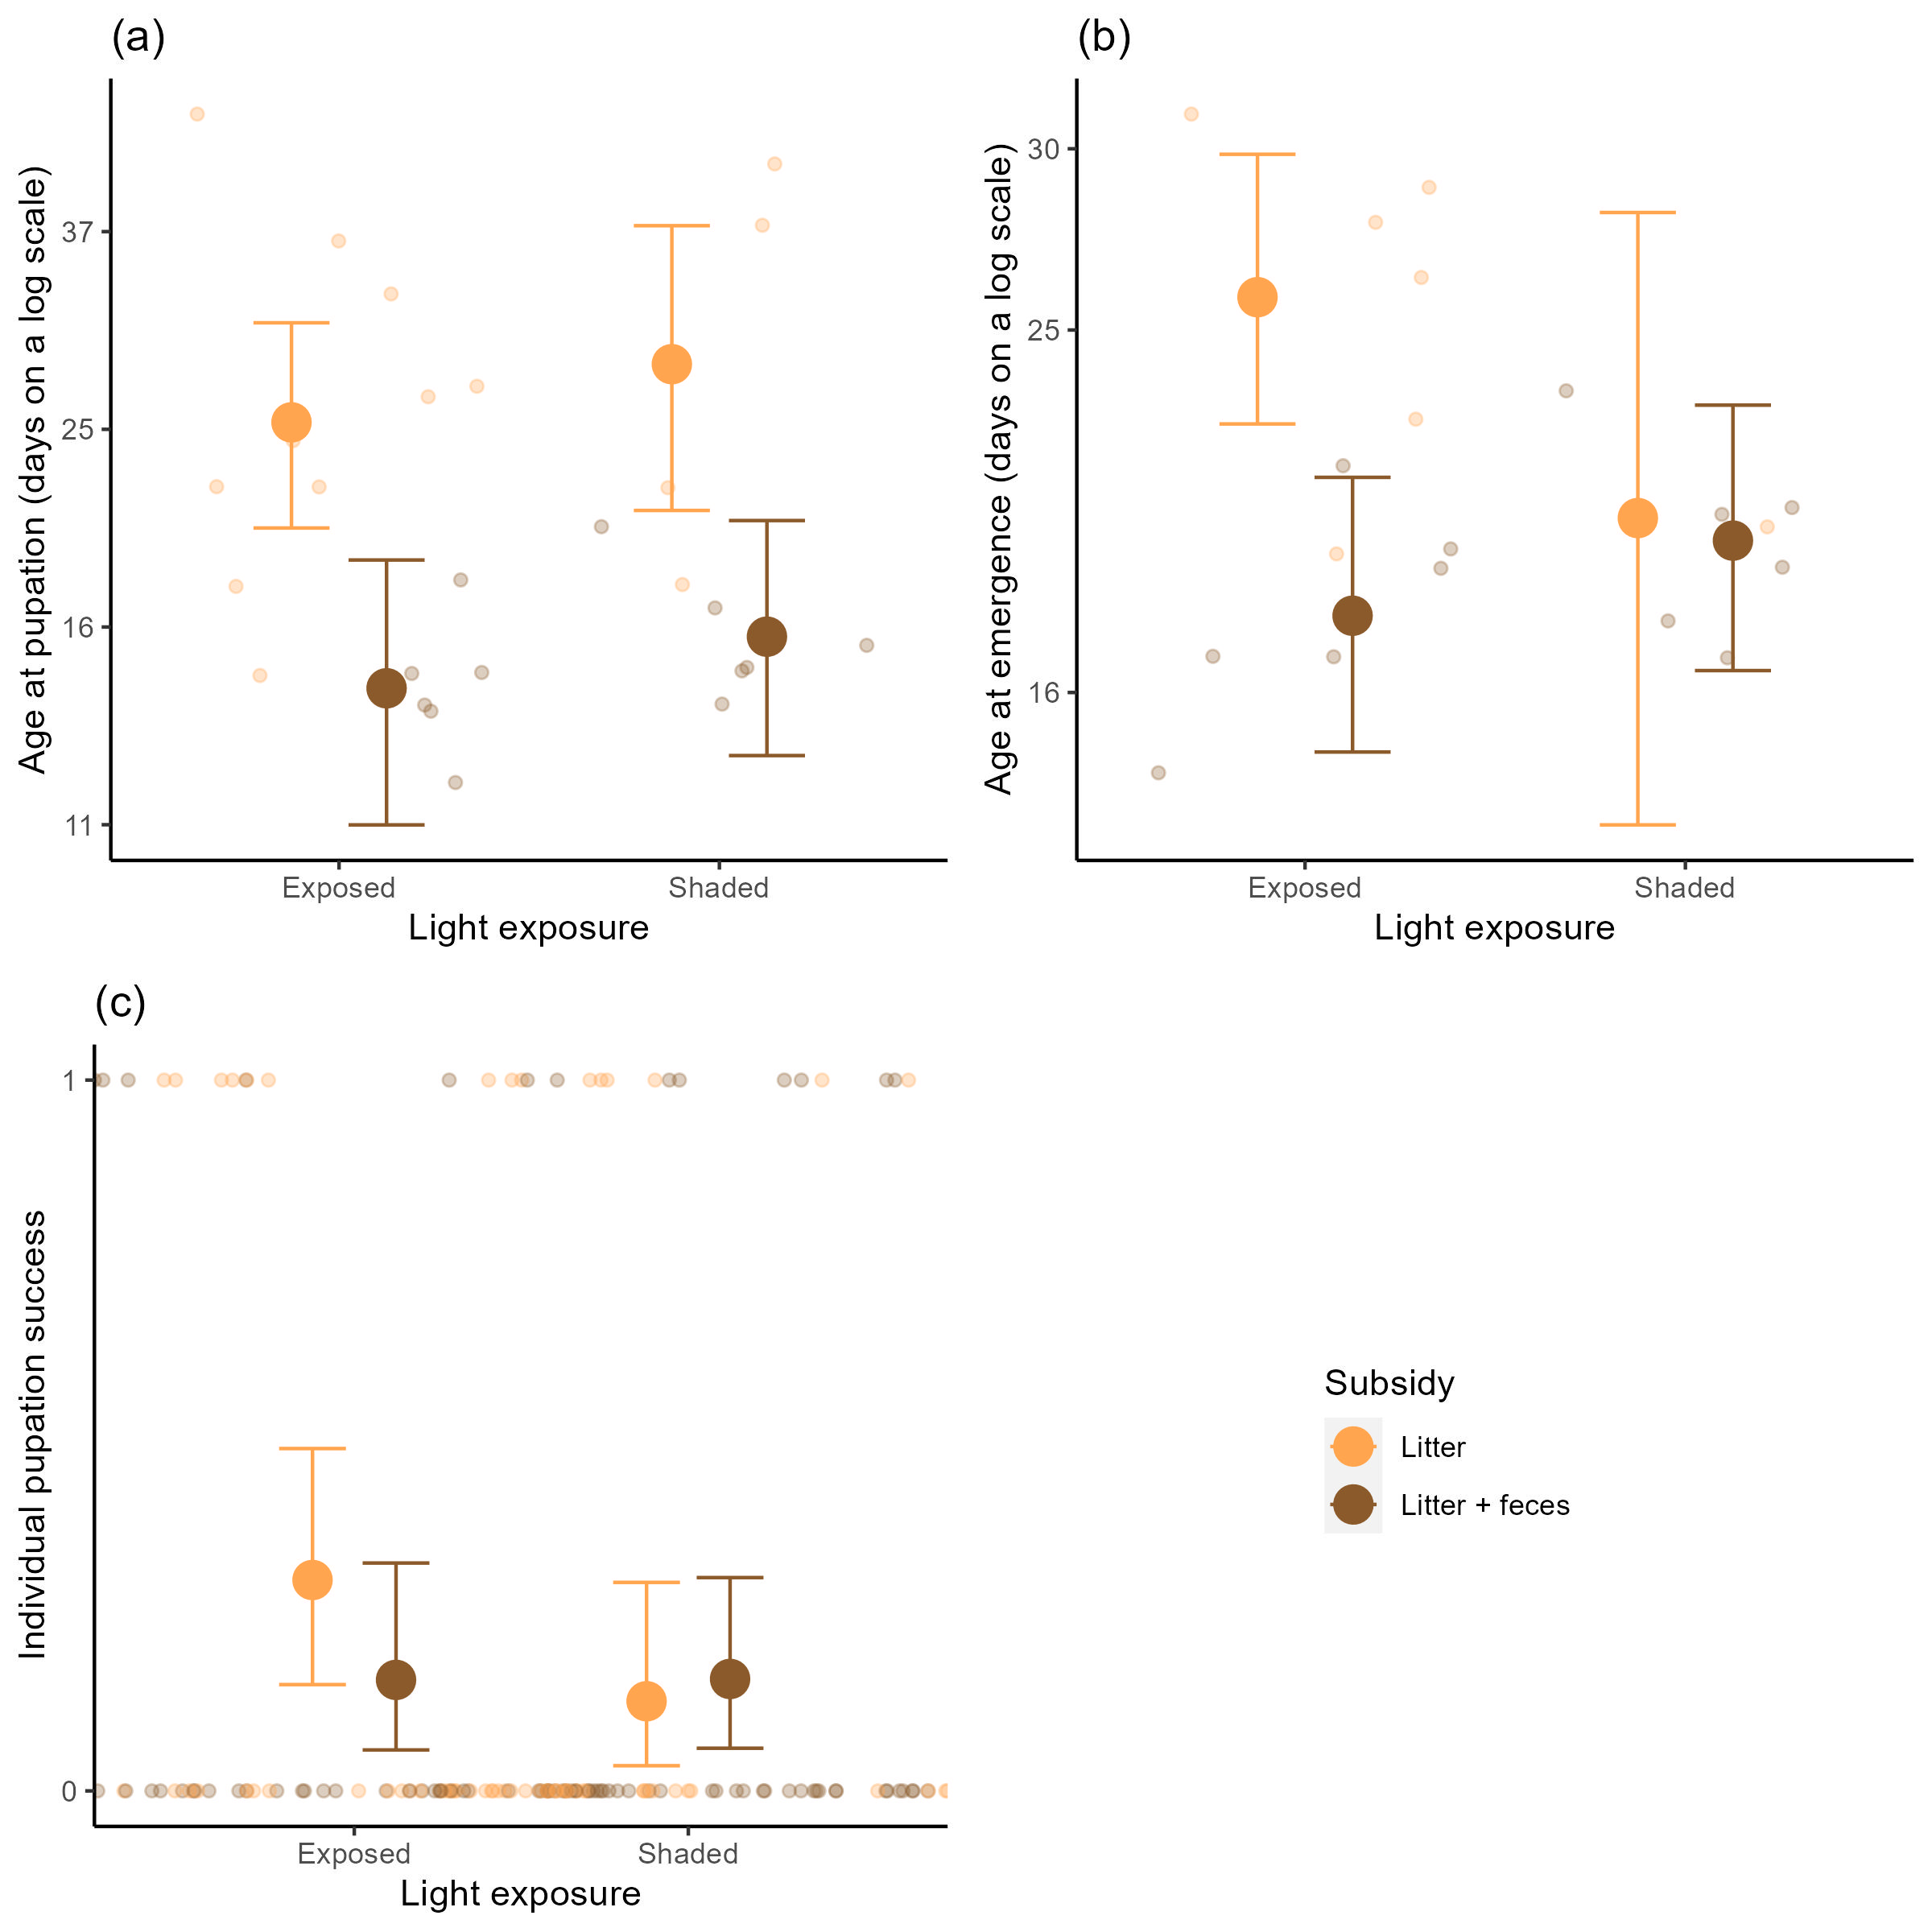 (a)
Age at pupation (days on a log scale)
37
25
16
11
Exposed
Shaded
Light exposure
(b)
Age at emergence (days on a log scale)
30
25
16
Exposed
Shaded
Light exposure
(c)
Individual pupation success
1
0
Exposed
Shaded
Light exposure
Subsidy
Litter
Litter + feces